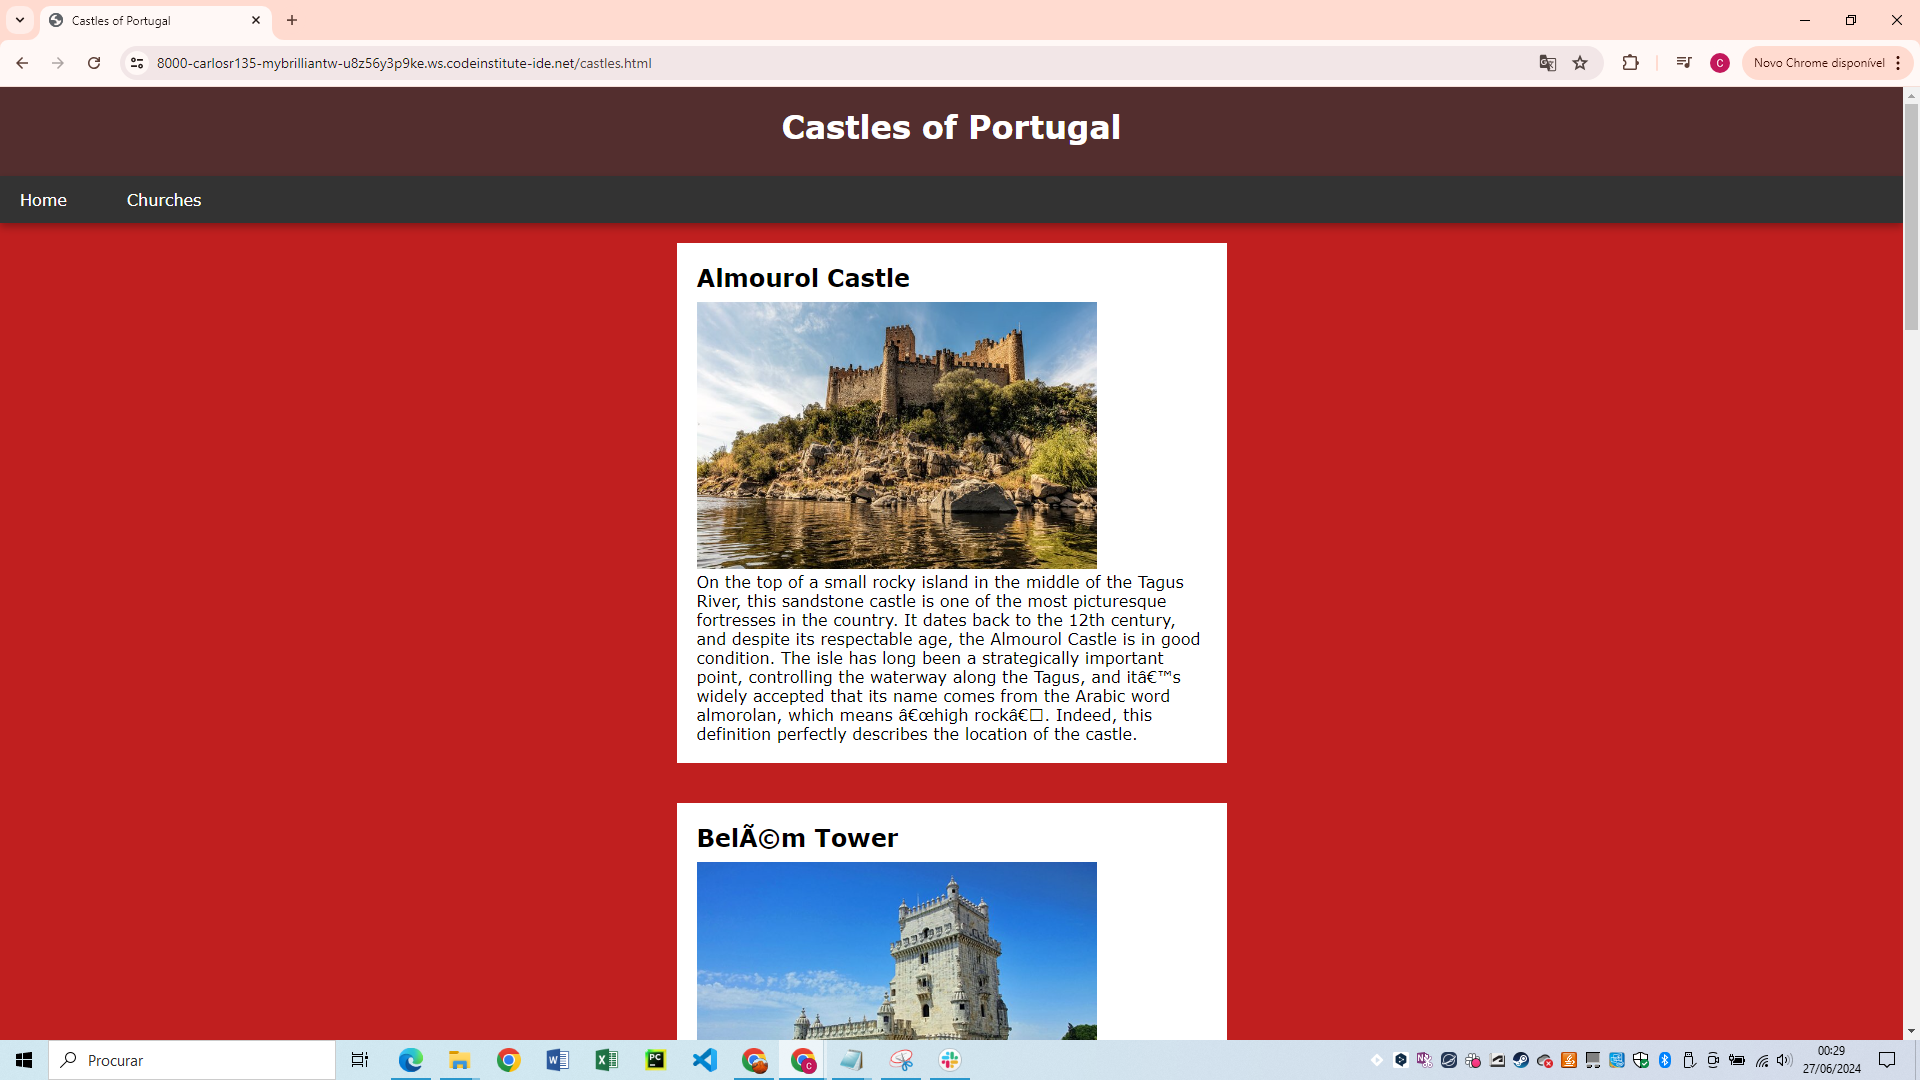 Castles of Portugal
8000-carlosr135-mybrilliantw-u8z56y3p9ke.ws.codeinstitute-ide.net/castles.html
C
Novo Chrome disponível
Castles of Portugal
Home
Churches
Almourol Castle
On the top of a small rocky island in the middle of the Tagus
River, this sandstone castle is one of the most picturesque
fortresses in the country. It dates back to the 12th century,
and despite its respectable age, the Almourol Castle is in good
condition. The isle has long been a strategically important
point, controlling the waterway along the Tagus, and itâ€™s
widely accepted that its name comes from the Arabic word
almorolan, which means â€œhigh rockâ€□. Indeed, this
definition perfectly describes the location of the castle.
BelÃ©m Tower
Procurar
00:29
27/06/2024